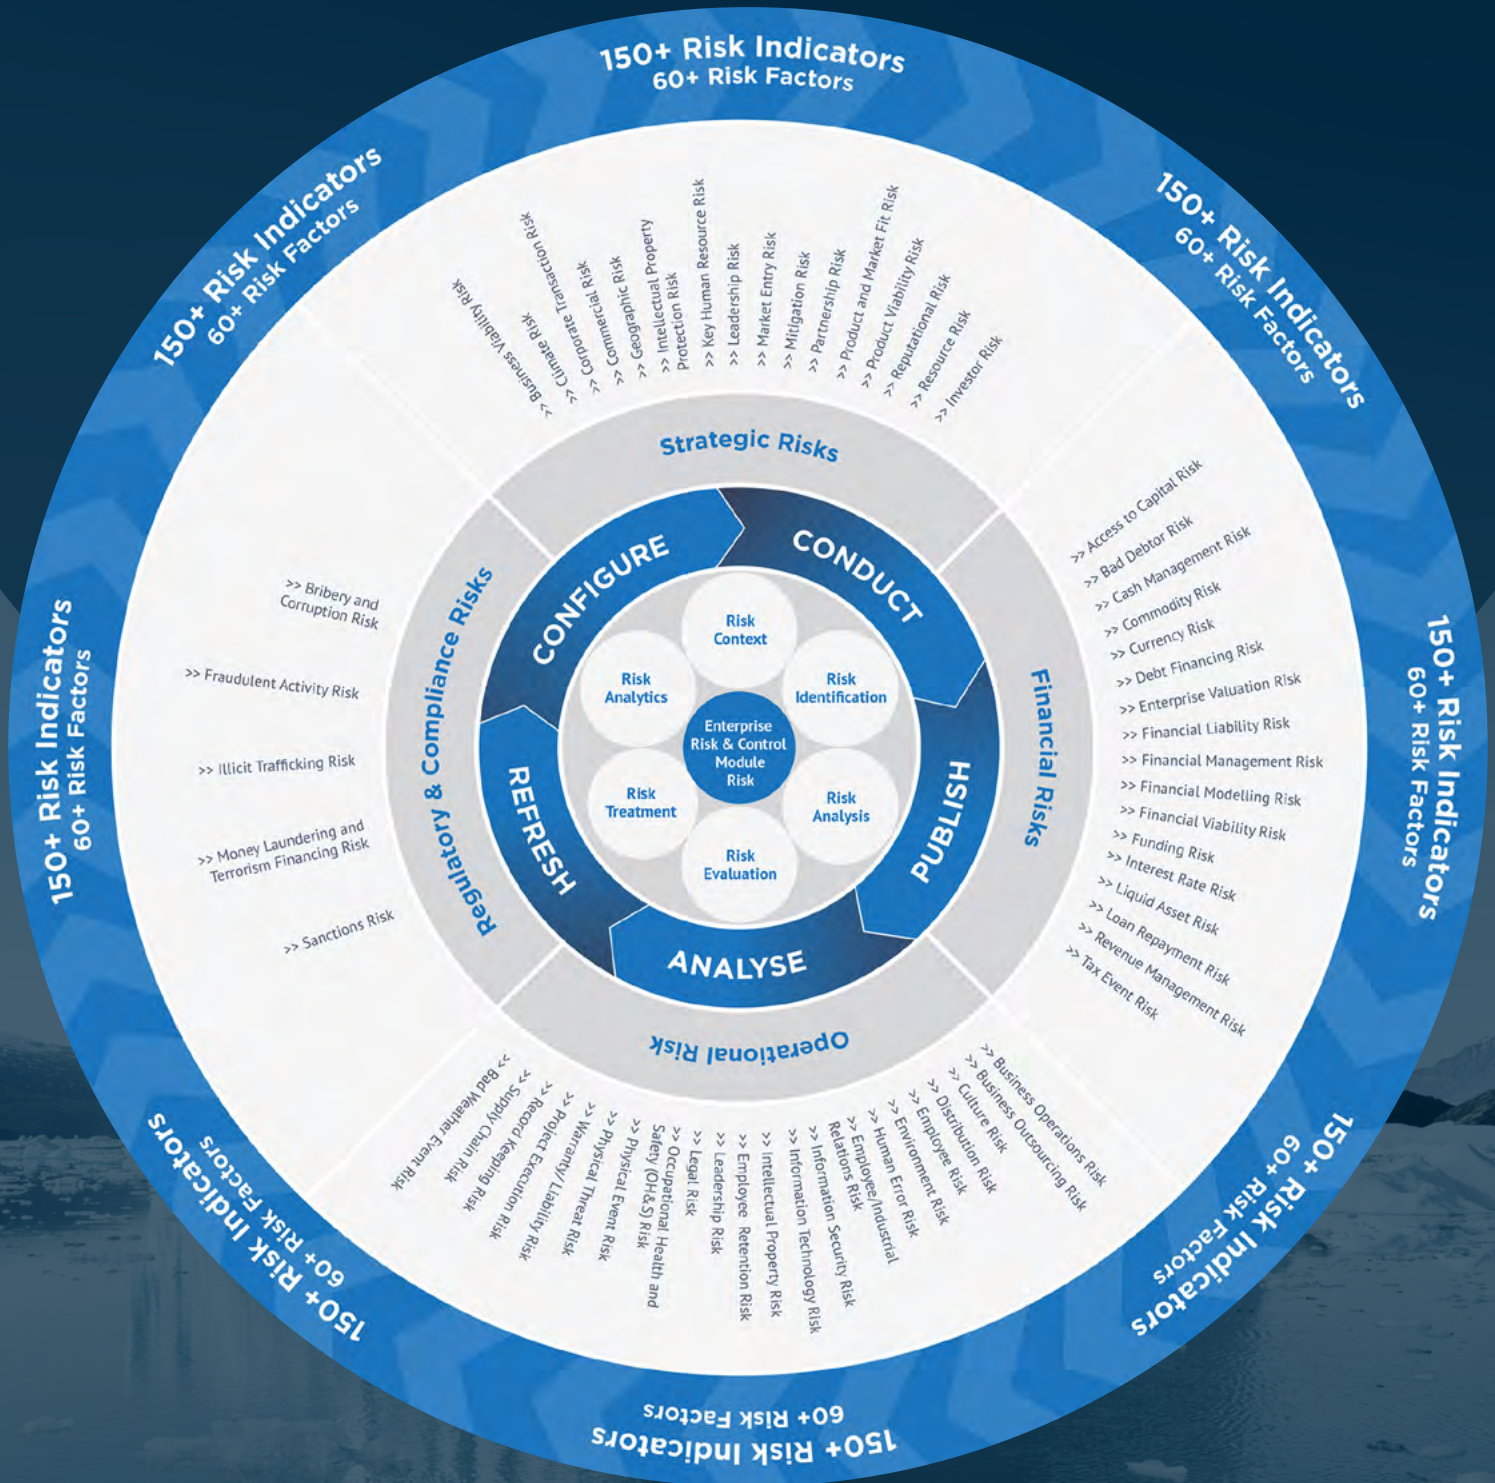 150+ Risk Indicators
60+ Risk Factors
150+ Risk Indicators
60+ Risk Factors
150+ Risk Indicators
60+ Risk Factors
150+ Risk Indicators
60+ Risk Factors
150+ Risk Indicators
60+ Risk Factors
150+ Risk Indicators
60+ Risk Factors
150+ Risk Indicators
60+ Risk Factors
150+ Risk Indicators
60+ Risk Factors
Strategic Risks
>> Business Viability Risk
>> Climate Risk
>> Corporate Transaction Risk
>> Commercial Risk
>> Geographic Risk
>> Intellectual Property
Protection Risk
>> Key Human Resource Risk
>> Leadership Risk
>> Market Entry Risk
>> Mitigation Risk
>> Partnership Risk
>> Product and Market Fit Risk
>> Product Viability Risk
>> Reputational Risk
>> Resource Risk
>> Investor Risk
Financial Risks
>> Access to Capital Risk
>> Bad Debtor Risk
>> Cash Management Risk
>> Commodity Risk
>> Currency Risk
>> Debt Financing Risk
>> Enterprise Valuation Risk
>> Financial Liability Risk
>> Financial Management Risk
>> Financial Modelling Risk
>> Financial Viability Risk
>> Funding Risk
>> Interest Rate Risk
>> Liquid Asset Risk
>> Loan Repayment Risk
>> Revenue Management Risk
>> Tax Event Risk
Operational Risk
>> Business Operations Risk
>> Business Outsourcing Risk
>> Culture Risk
>> Distribution Risk
>> Employee Risk
>> Environment Risk
>> Human Error Risk
>> Employee/Industrial
Relations Risk
>> Information Security Risk
>> Information Technology Risk
>> Intellectual Property Risk
>> Employee Retention Risk
>> Leadership Risk
>> Legal Risk
>> Occupational Health and
Safety (OH&S) Risk
>> Physical Event Risk
>> Physical Threat Risk
>> Warranty/ Liability Risk
>> Project Execution Risk
>> Record Keeping Risk
>> Supply Chain Risk
>> Bad Weather Event Risk
Regulatory & Compliance Risks
>> Bribery and
Corruption Risk
>> Fraudulent Activity Risk
>> Illicit Trafficking Risk
>> Money Laundering and
Terrorism Financing Risk
>> Sanctions Risk
CONFIGURE
CONDUCT
PUBLISH
ANALYSE
REFRESH
Risk
Context
Risk
Identification
Risk
Analysis
Risk
Evaluation
Risk
Treatment
Risk
Analytics
Enterprise
Risk & Control
Module
Risk